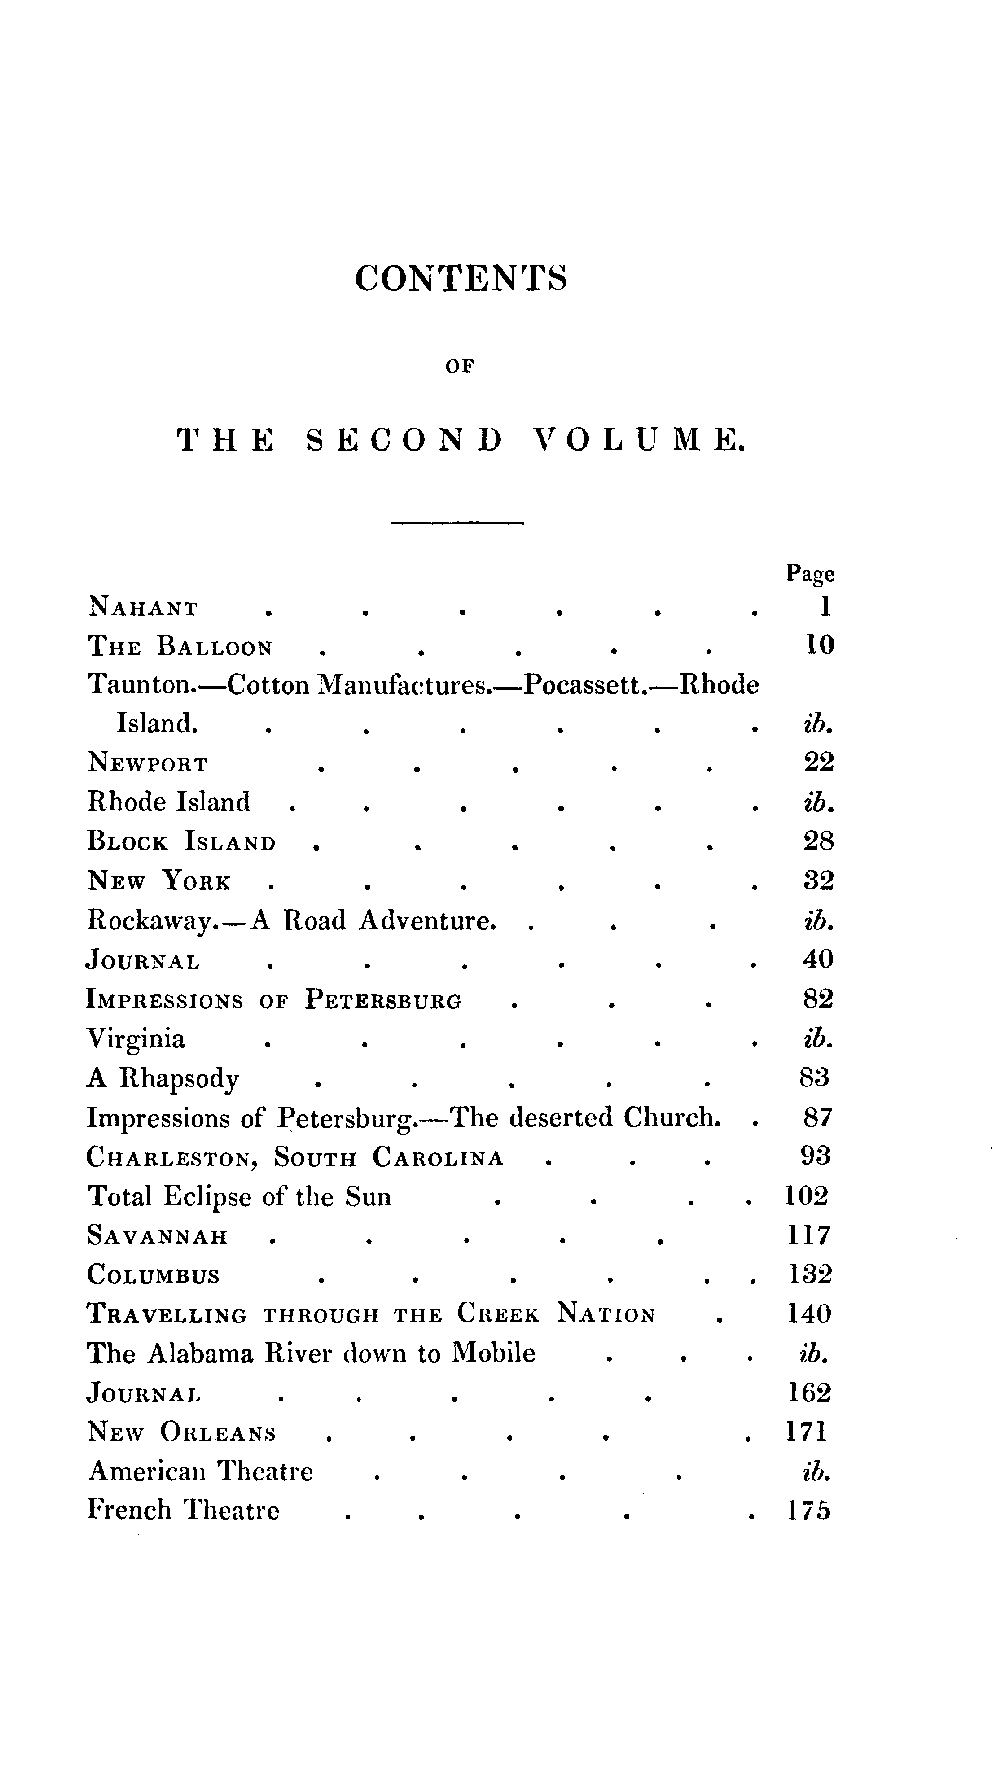 CONTENTS
OF
THE SECOND VOLUME.
Page
NAHANT . . . . . . 1
THE BALLOON . . . . . 10
Taunton.—Cotton Manufactures.—Pocassett.—Rhode
Island. . . . . . . ib.
NEWPORT . . . . . 22
Rhode Island . . . . . . ib.
BLOCK ISLAND . . . . . 28
NEW YORK . . . . . . 32
Rockaway.—A Road Adventure. . . . ib.
JOURNAL . . . . . . 40
IMPRESSIONS OF PETERSBURG . . . 82
Virginia . . . . . . ib.
A Rhapsody . . . . . 83
Impressions of Petersburg.—The deserted Church. . 87
CHARLESTON, SOUTH CAROLINA . . . 93
Total Eclipse of the Sun . . . . 102
SAVANNAH . . . . . 117
COLUMBUS . . . . . . 132
TRAVELLING THROUGH THE CREEK NATION . 140
The Alabama River down to Mobile . . . ib.
JOURNAL . . . . . 162
NEW ORLEANS . . . . . 171
American Theatre . . . . ib.
French Theatre . . . . . 175